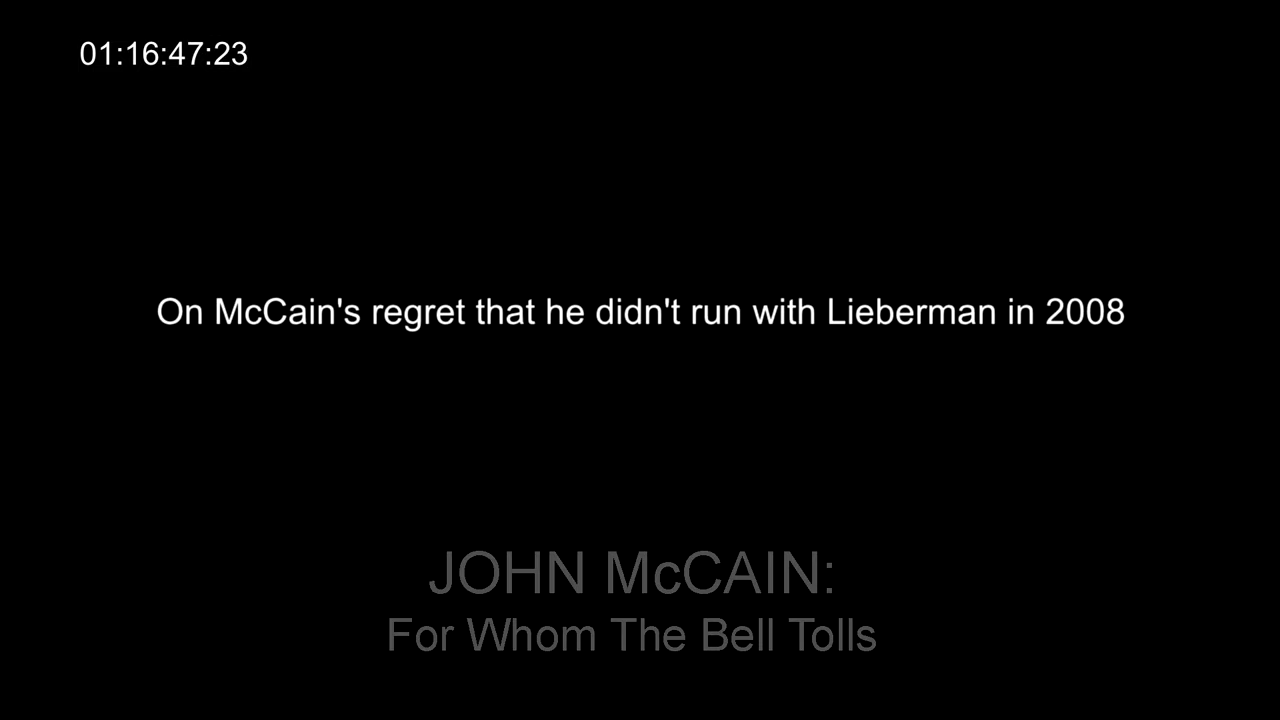 01:16:47:23
On McCain's regret that he didn't run with Lieberman in 2008
JOHN McCAIN:
For Whom The Bell Tolls